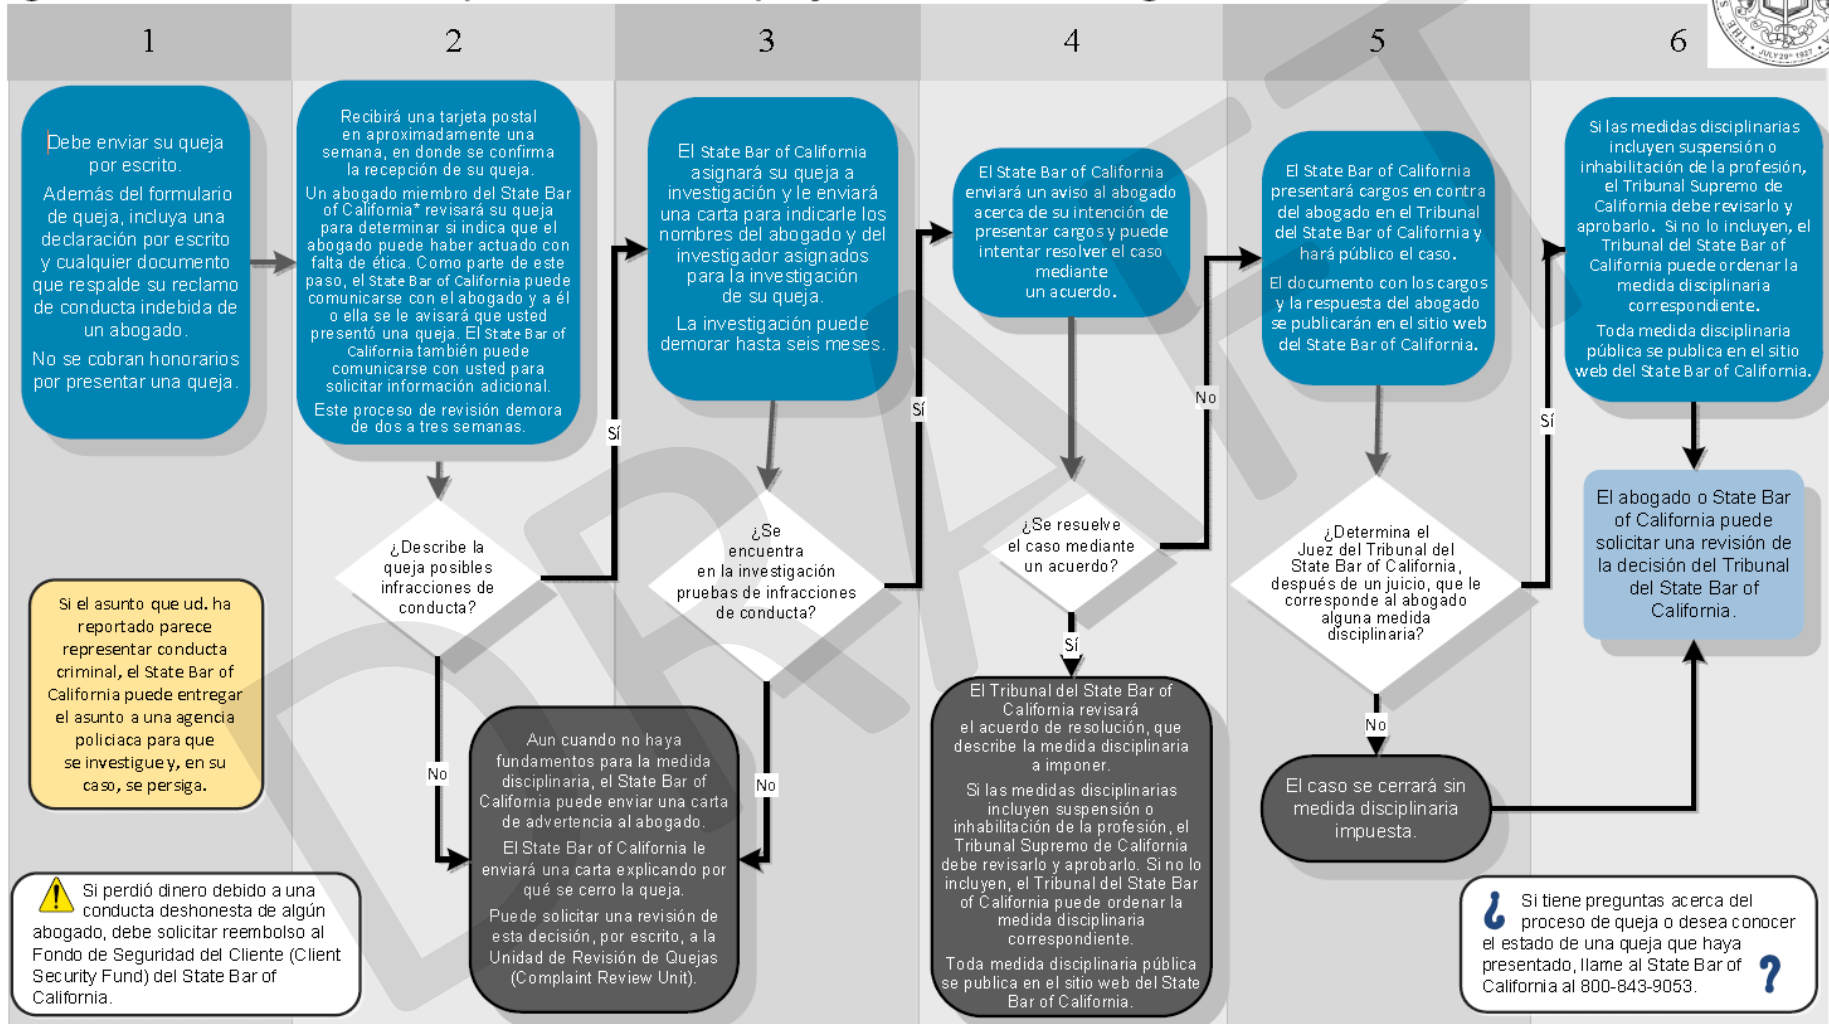 1
2
3
4
5
6
JULY 29th 1927
Debe enviar su queja
por escrito.
Además del formulario
de queja, incluya una
declaración por escrito
y cualquier documento
que respalde su reclamo
de conducta indebida de
un abogado.
No se cobran honorarios
por presentar una queja.
Recibirá una tarjeta postal
en aproximadamente una
semana, en donde se confirma
la recepción de su queja.
Un abogado miembro del State Bar
of California* revisará su queja
para determinar si indica que el
abogado puede haber actuado con
falta de ética. Como parte de este
paso, el State Bar of California puede
comunicarse con el abogado y a él
o ella se le avisará que usted
presentó una queja. El State Bar of
California también puede
comunicarse con usted para
solicitar información adicional.
Este proceso de revisión demora
de dos a tres semanas.
El State Bar of California
asignará su queja a
investigación y le enviará
una carta para indicarle los
nombres del abogado y del
investigador asignados
para la investigación
de su queja.
La investigación puede
demorar hasta seis meses.
El State Bar of California
enviará un aviso al abogado
acerca de su intención de
presentar cargos y puede
intentar resolver el caso
mediante
un acuerdo.
El State Bar of California
presentará cargos en contra
del abogado en el Tribunal
del State Bar of California y
hará público el caso.
El documento con los cargos
y la respuesta del abogado
se publicarán en el sitio web
del State Bar of California.
Si las medidas disciplinarias
incluyen suspensión o
inhabilitación de la profesión,
el Tribunal Supremo de
California debe revisarlo y
aprobarlo. Si no lo incluyen, el
Tribunal del State Bar of
California puede ordenar la
medida disciplinaria
correspondiente.
Toda medida disciplinaria
pública se publica en el sitio
web del State Bar of California.
Sí
Sí
No
Sí
¿Describe la
queja posibles
infracciones de
conducta?
¿Se
encuentra
en la investigación
pruebas de infracciones
de conducta?
¿Se resuelve
el caso mediante
un acuerdo?
¿Determina el
Juez del Tribunal del
State Bar of California,
después de un juicio, que le
corresponde al abogado
alguna medida
disciplinaria?
El abogado o State Bar
of California puede
solicitar una revisión de
la decisión del Tribunal
del State Bar of
California.
Si el asunto que ud. ha
reportado parece
representar conducta
criminal, el State Bar of
California puede entregar
el asunto a una agencia
policiaca para que
se investigue y, en su
caso, se persiga.
No
No
Sí
No
Aun cuando no haya
fundamentos para la medida
disciplinaria, el State Bar of
California puede enviar una carta
de advertencia al abogado.
El State Bar of California le
enviará una carta explicando por
qué se cerro la queja.
Puede solicitar una revisión de
esta decisión, por escrito, a la
Unidad de Revisión de Quejas
(Complaint Review Unit).
El Tribunal del State Bar of
California revisará
el acuerdo de resolución, que
describe la medida disciplinaria
a imponer.
Si las medidas disciplinarias
incluyen suspensión o
inhabilitación de la profesión, el
Tribunal Supremo de California
debe revisarlo y aprobarlo. Si no lo
incluyen, el Tribunal del State Bar
of California puede ordenar la
medida disciplinaria
correspondiente.
Toda medida disciplinaria pública
se publica en el sitio web del State
Bar of California.
El caso se cerrará sin
medida disciplinaria
impuesta.
Si perdió dinero debido a una
conducta deshonesta de algún
abogado, debe solicitar reembolso al
Fondo de Seguridad del Cliente (Client
Security Fund) del State Bar of
California.
¿ Si tiene preguntas acerca del
proceso de queja o desea conocer
el estado de una queja que haya
presentado, llame al State Bar of
California al 800-843-9053. ?
DRAFT